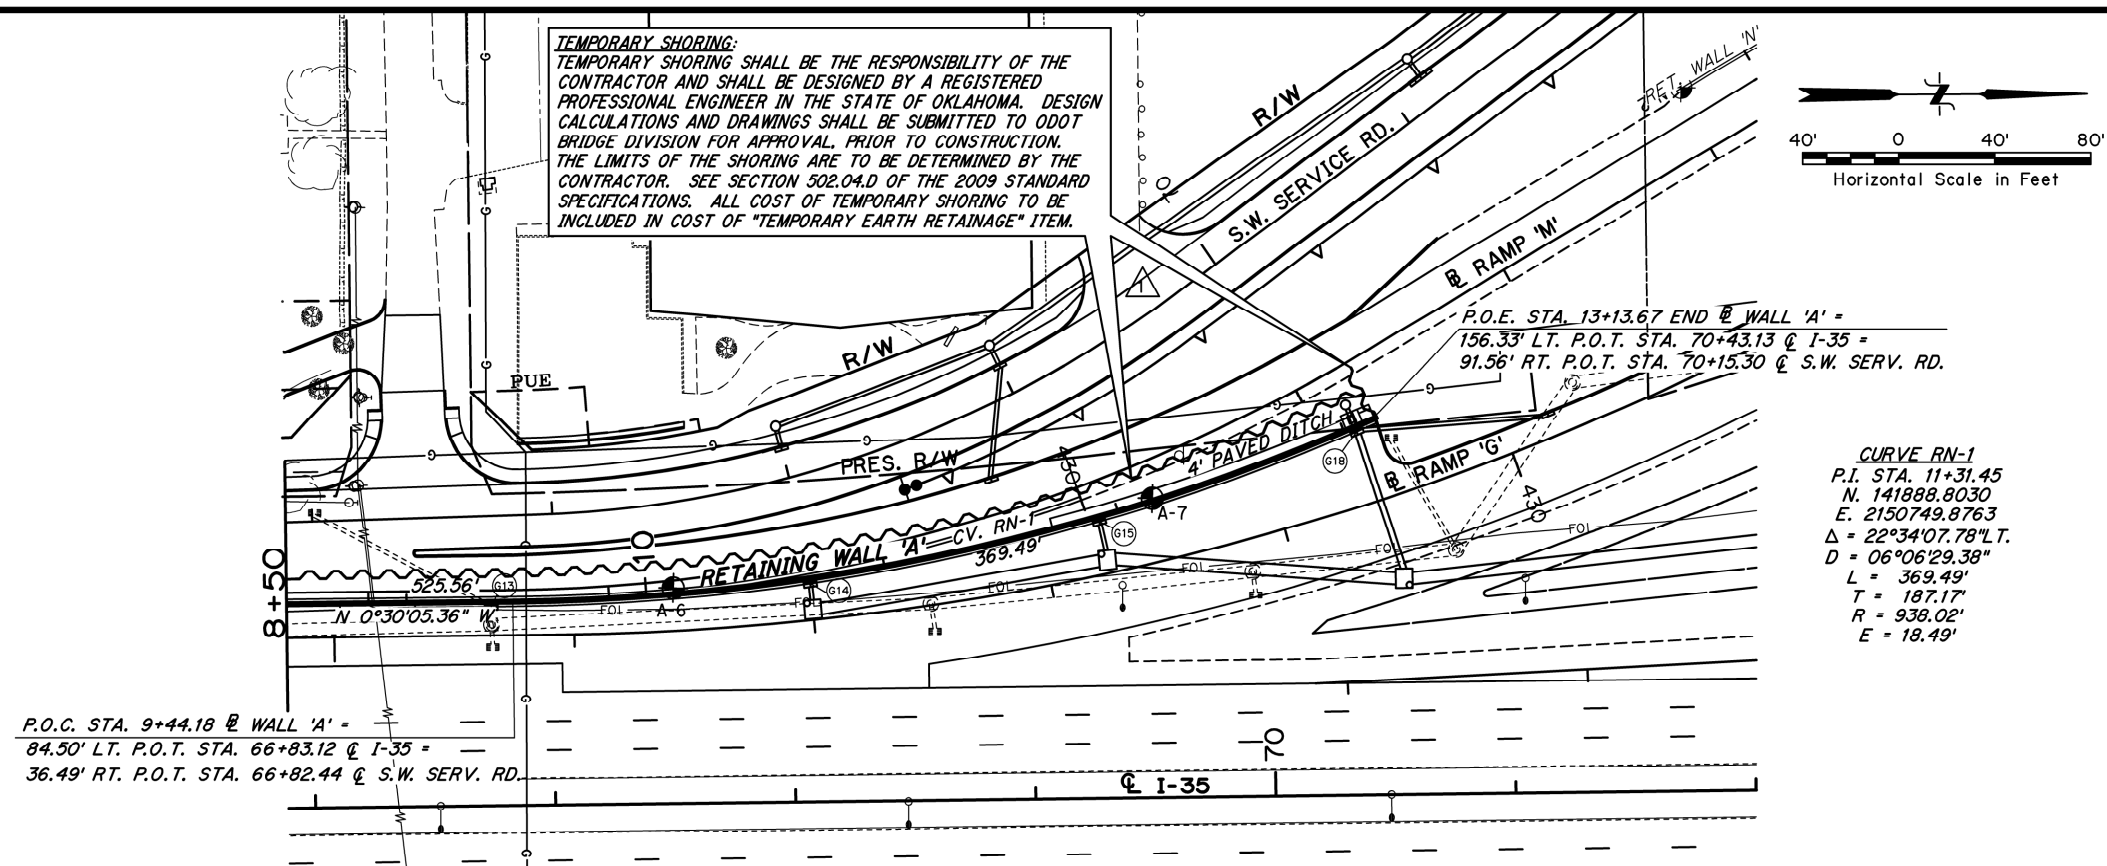 TEMPORARY SHORING:
TEMPORARY SHORING SHALL BE THE RESPONSIBILITY OF THE
CONTRACTOR AND SHALL BE DESIGNED BY A REGISTERED
PROFESSIONAL ENGINEER IN THE STATE OF OKLAHOMA. DESIGN
CALCULATIONS AND DRAWINGS SHALL BE SUBMITTED TO ODOT
BRIDGE DIVISION FOR APPROVAL, PRIOR TO CONSTRUCTION.
THE LIMITS OF THE SHORING ARE TO BE DETERMINED BY THE
CONTRACTOR. SEE SECTION 502.04.D OF THE 2009 STANDARD
SPECIFICATIONS. ALL COST OF TEMPORARY SHORING TO BE
INCLUDED IN COST OF "TEMPORARY EARTH RETAINAGE" ITEM.
RET. WALL 'N'
R/W
S.W. SERVICE RD.
℄ RAMP 'M'
40' 0 40' 80'
Horizontal Scale in Feet
1
P.O.E. STA. 13+13.67 END ℄ WALL 'A' =
156.33' LT. P.O.T. STA. 70+43.13 ℄ I-35 =
91.56' RT. P.O.T. STA. 70+15.30 ℄ S.W. SERV. RD.
R/W
PUE
PRES. R/W
430
4' PAVED DITCH
G18
℄ RAMP 'G'
430
CURVE RN-1
P.I. STA. 11+31.45
N. 141888.8030
E. 2150749.8763
Δ = 22°34'07.78"LT.
D = 06°06'29.38"
L = 369.49'
T = 187.17'
R = 938.02'
E = 18.49'
A-7
G15
CV. RN-1
369.49'
RETAINING WALL 'A'
10
8+50
525.56'
G13
N 0°30'05.36" W
A-6
G14
FOL
FOL
FOL
FOL
FOL
FOL
P.O.C. STA. 9+44.18 ℄ WALL 'A' =
84.50' LT. P.O.T. STA. 66+83.12 ℄ I-35 =
36.49' RT. P.O.T. STA. 66+82.44 ℄ S.W. SERV. RD.
70
℄ I-35